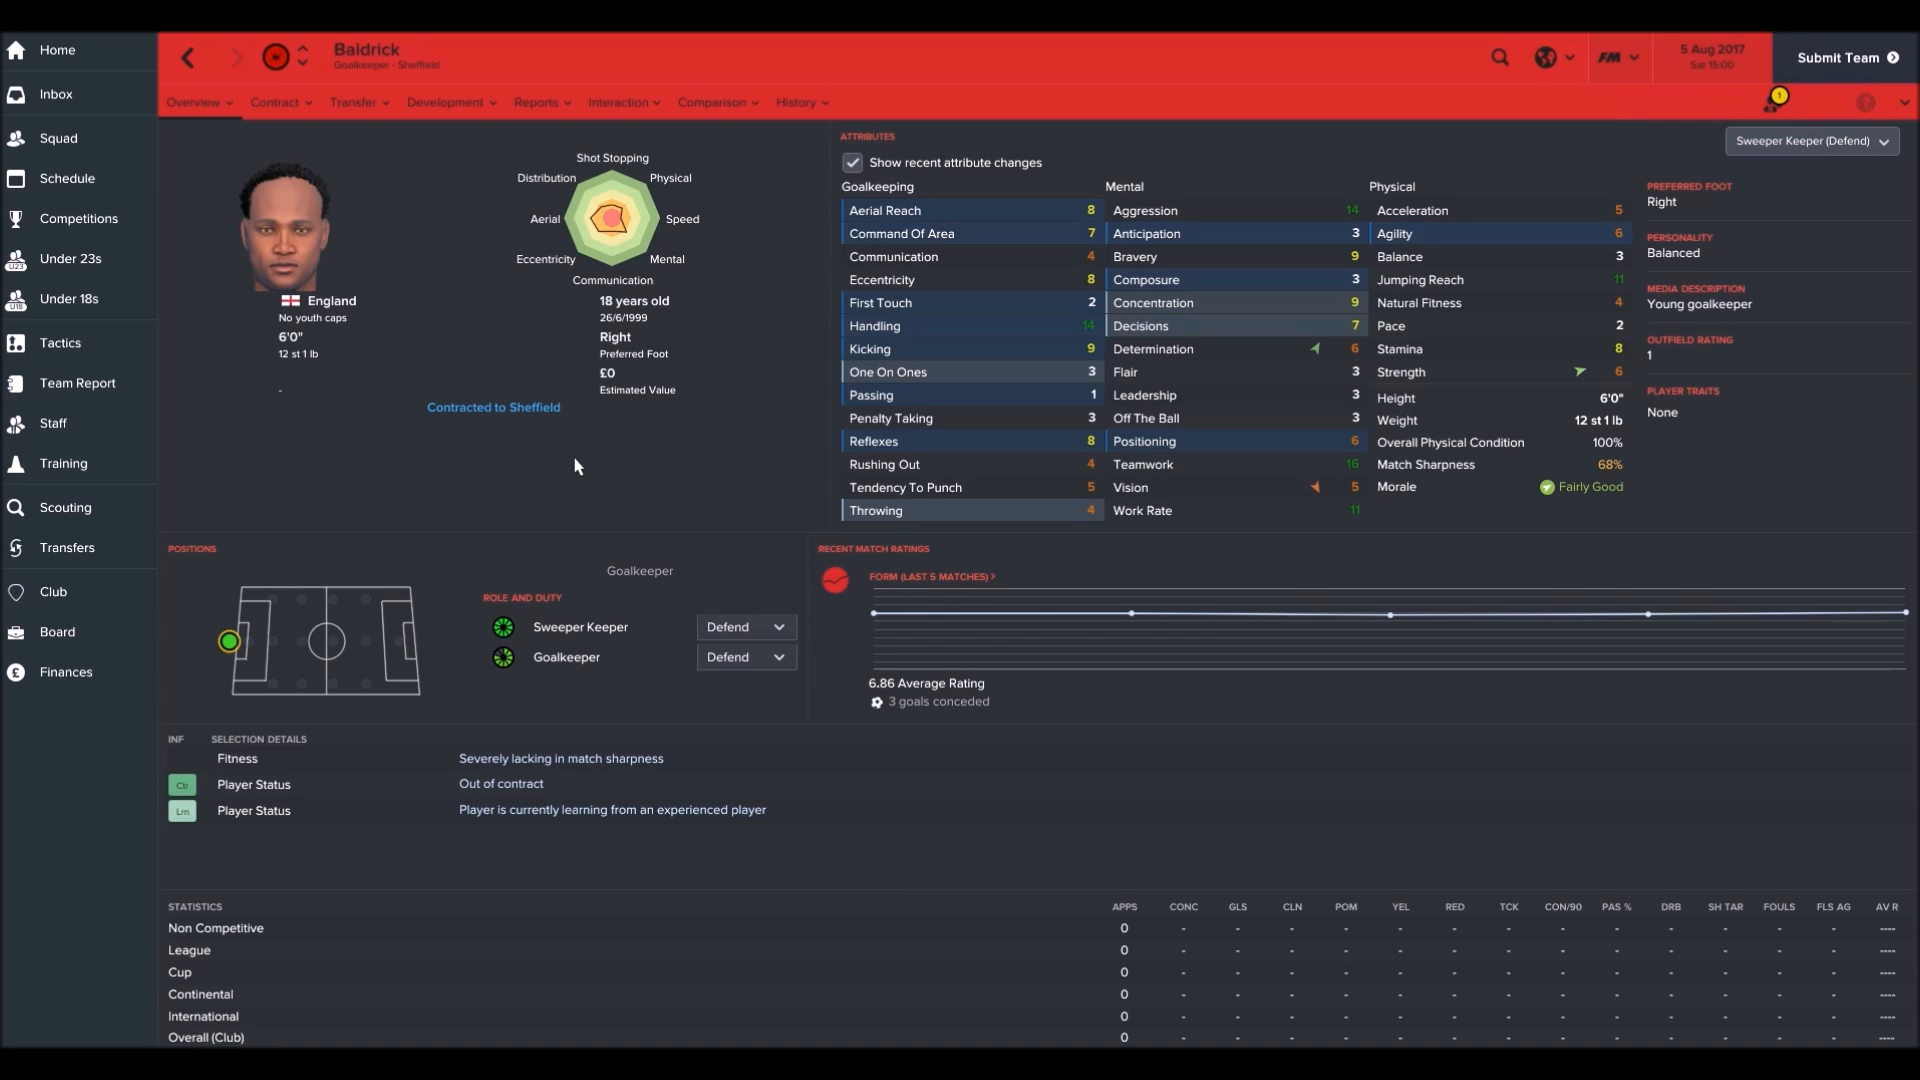 Home
Inbox
Squad
Schedule
Competitions
U23 Under 23s
U18 Under 18s
Tactics
Team Report
Staff
Training
Scouting
Transfers
Club
Board
Finances
Baldrick
Goalkeeper - Sheffield
FM
5 Aug 2017
Sat 15:00
Submit Team
Overview Contract Transfer Development Reports Interaction Comparison History
1
?
Shot Stopping
Distribution Physical
Aerial Speed
Eccentricity Mental
Communication
England
No youth caps
6'0"
12 st 1 lb
-
18 years old
26/6/1999
Right
Preferred Foot
£0
Estimated Value
Contracted to Sheffield
ATTRIBUTES
Sweeper Keeper (Defend)
Show recent attribute changes
Goalkeeping
Aerial Reach 8
Command Of Area 7
Communication 4
Eccentricity 8
First Touch 2
Handling 14
Kicking 9
One On Ones 3
Passing 1
Penalty Taking 3
Reflexes 8
Rushing Out 4
Tendency To Punch 5
Throwing 4
Mental
Aggression 14
Anticipation 3
Bravery 9
Composure 3
Concentration 9
Decisions 7
Determination 6
Flair 3
Leadership 3
Off The Ball 3
Positioning 6
Teamwork 16
Vision 5
Work Rate 11
Physical
Acceleration 5
Agility 6
Balance 3
Jumping Reach 11
Natural Fitness 4
Pace 2
Stamina 8
Strength 6
Height 6'0"
Weight 12 st 1 lb
Overall Physical Condition 100%
Match Sharpness 68%
Morale Fairly Good
PREFERRED FOOT
Right
PERSONALITY
Balanced
MEDIA DESCRIPTION
Young goalkeeper
OUTFIELD RATING
1
PLAYER TRAITS
None
POSITIONS
Goalkeeper
ROLE AND DUTY
Sweeper Keeper Defend
Goalkeeper Defend
RECENT MATCH RATINGS
FORM (LAST 5 MATCHES) >
6.86 Average Rating
3 goals conceded
INF SELECTION DETAILS
Fitness Severely lacking in match sharpness
Ctr Player Status Out of contract
Lrn Player Status Player is currently learning from an experienced player
STATISTICS APPS CONC GLS CLN POM YEL RED TCK CON/90 PAS % DRB SH TAR FOULS FLS AG AV R
Non Competitive 0 - - - - - - - - - - - - - ----
League 0 - - - - - - - - - - - - - ----
Cup 0 - - - - - - - - - - - - - ----
Continental 0 - - - - - - - - - - - - - ----
International 0 - - - - - - - - - - - - - ----
Overall (Club) 0 - - - - - - - - - - - - - ----